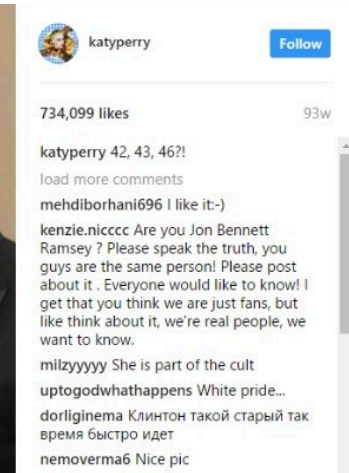 katyperry
Follow
734,099 likes
93w
katyperry 42, 43, 46?!
load more comments
mehdiborhani696 I like it:-)
kenzie.nicccc Are you Jon Bennett
Ramsey ? Please speak the truth, you
guys are the same person! Please post
about it . Everyone would like to know! I
get that you think we are just fans, but
like think about it, we're real people, we
want to know.
milzyyyyy She is part of the cult
uptogodwhathappens White pride...
dorliginema Клинтон такой старый так
время быстро идет
nemoverma6 Nice pic